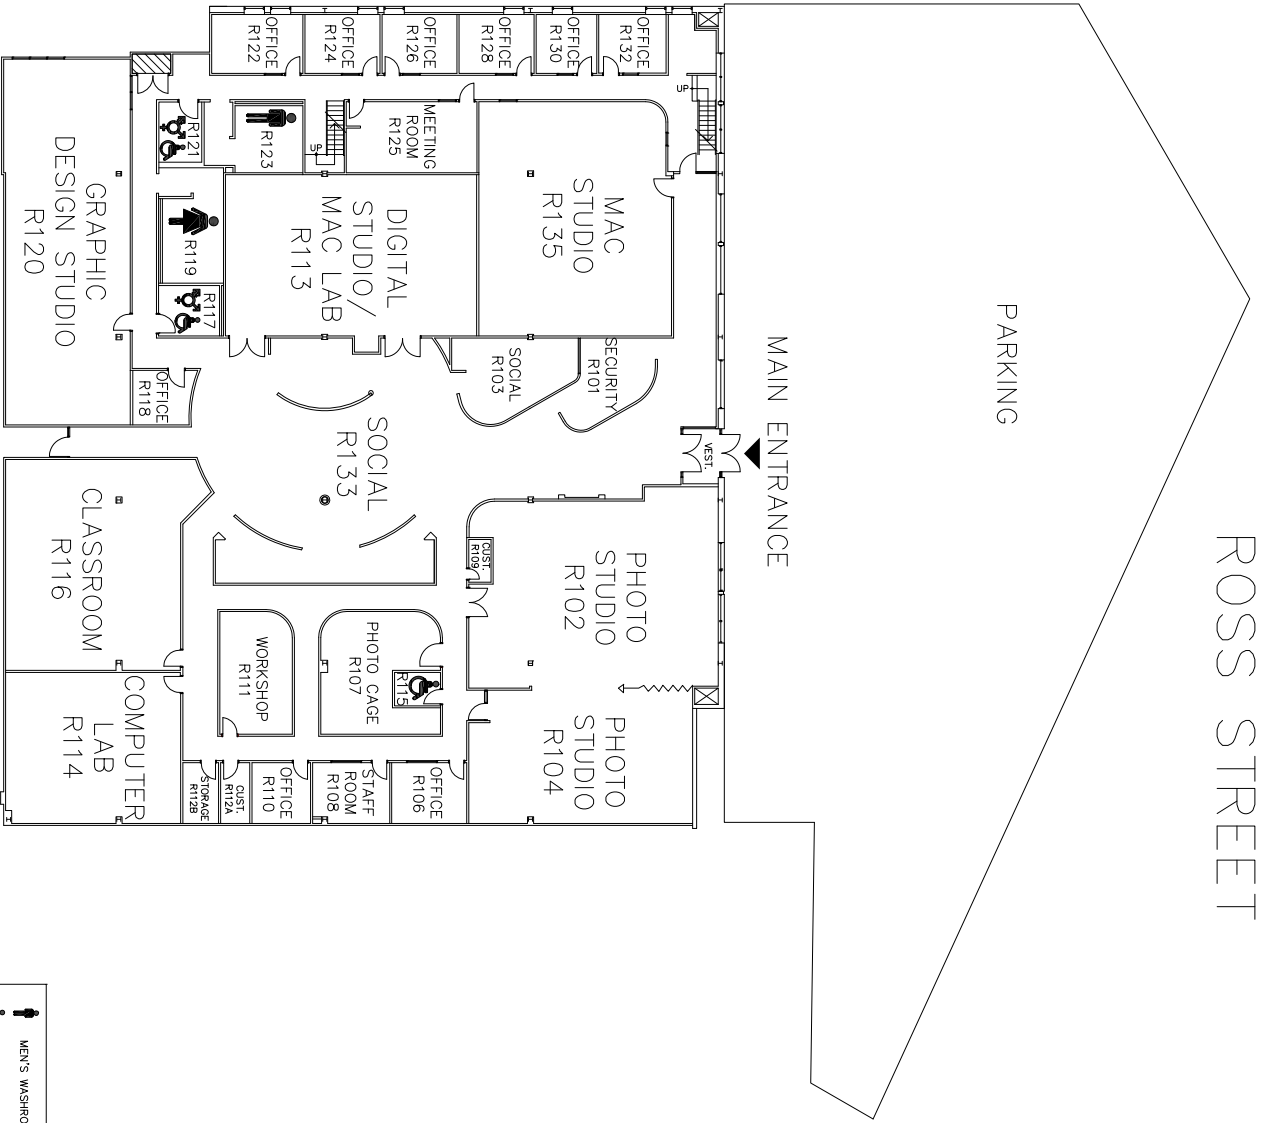 ROSS STREET
PARKING
MAIN ENTRANCE
VEST.
UP
OFFICE
R132
OFFICE
R130
OFFICE
R128
OFFICE
R126
OFFICE
R124
OFFICE
R122
MEETING
ROOM
R125
UP
R123
R121
R119
R117
MAC
STUDIO
R135
DIGITAL
STUDIO/
MAC LAB
R113
GRAPHIC
DESIGN STUDIO
R120
OFFICE
R118
SECURITY
R101
SOCIAL
R103
SOCIAL
R133
CUST.
R109
PHOTO
STUDIO
R102
PHOTO
STUDIO
R104
PHOTO CAGE
R107
R115
WORKSHOP
R111
CLASSROOM
R116
COMPUTER
LAB
R114
OFFICE
R106
STAFF
ROOM
R108
OFFICE
R110
CUST.
R112A
STORAGE
R112B
MEN'S WASHRO